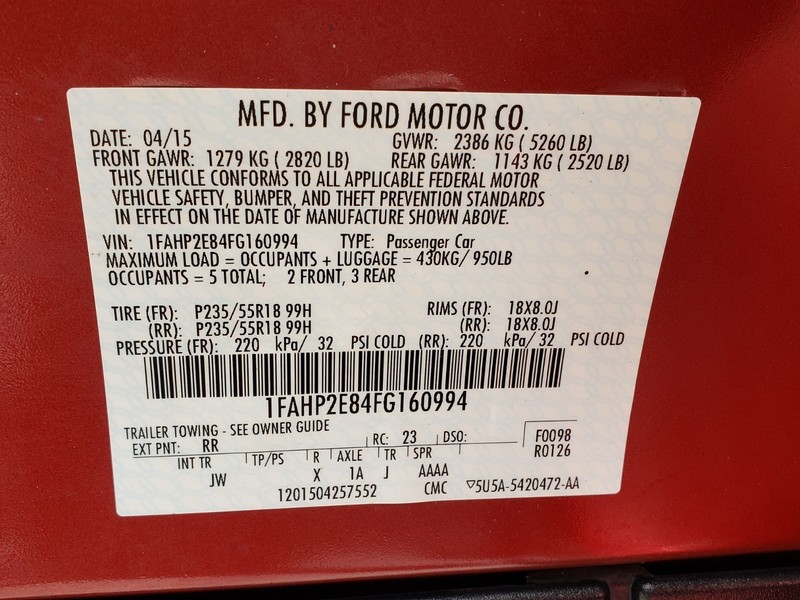 MFD. BY FORD MOTOR CO.
DATE: 04/15 GVWR: 2386 KG ( 5260 LB)
FRONT GAWR: 1279 KG ( 2820 LB) REAR GAWR: 1143 KG ( 2520 LB)
THIS VEHICLE CONFORMS TO ALL APPLICABLE FEDERAL MOTOR
VEHICLE SAFETY, BUMPER, AND THEFT PREVENTION STANDARDS
IN EFFECT ON THE DATE OF MANUFACTURE SHOWN ABOVE.
VIN: 1FAHP2E84FG160994 TYPE: Passenger Car
MAXIMUM LOAD = OCCUPANTS + LUGGAGE = 430KG/ 950LB
OCCUPANTS = 5 TOTAL; 2 FRONT, 3 REAR
TIRE (FR): P235/55R18 99H RIMS (FR): 18X8.0J
(RR): P235/55R18 99H (RR): 18X8.0J
PRESSURE (FR): 220 kPa/ 32 PSI COLD (RR): 220 kPa/ 32 PSI COLD
1FAHP2E84FG160994
TRAILER TOWING - SEE OWNER GUIDE
EXT PNT: RR RC: 23 DSO: F0098
INT TR TP/PS R AXLE TR SPR R0126
JW X 1A J AAAA
1201504257552 CMC ▽5U5A-5420472-AA